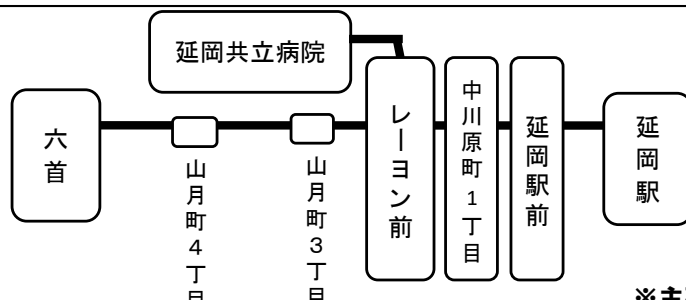 延岡共立病院
六首
山月町4丁目
山月町3丁目
レーヨン前
中川原町1丁目
延岡駅前
延岡駅